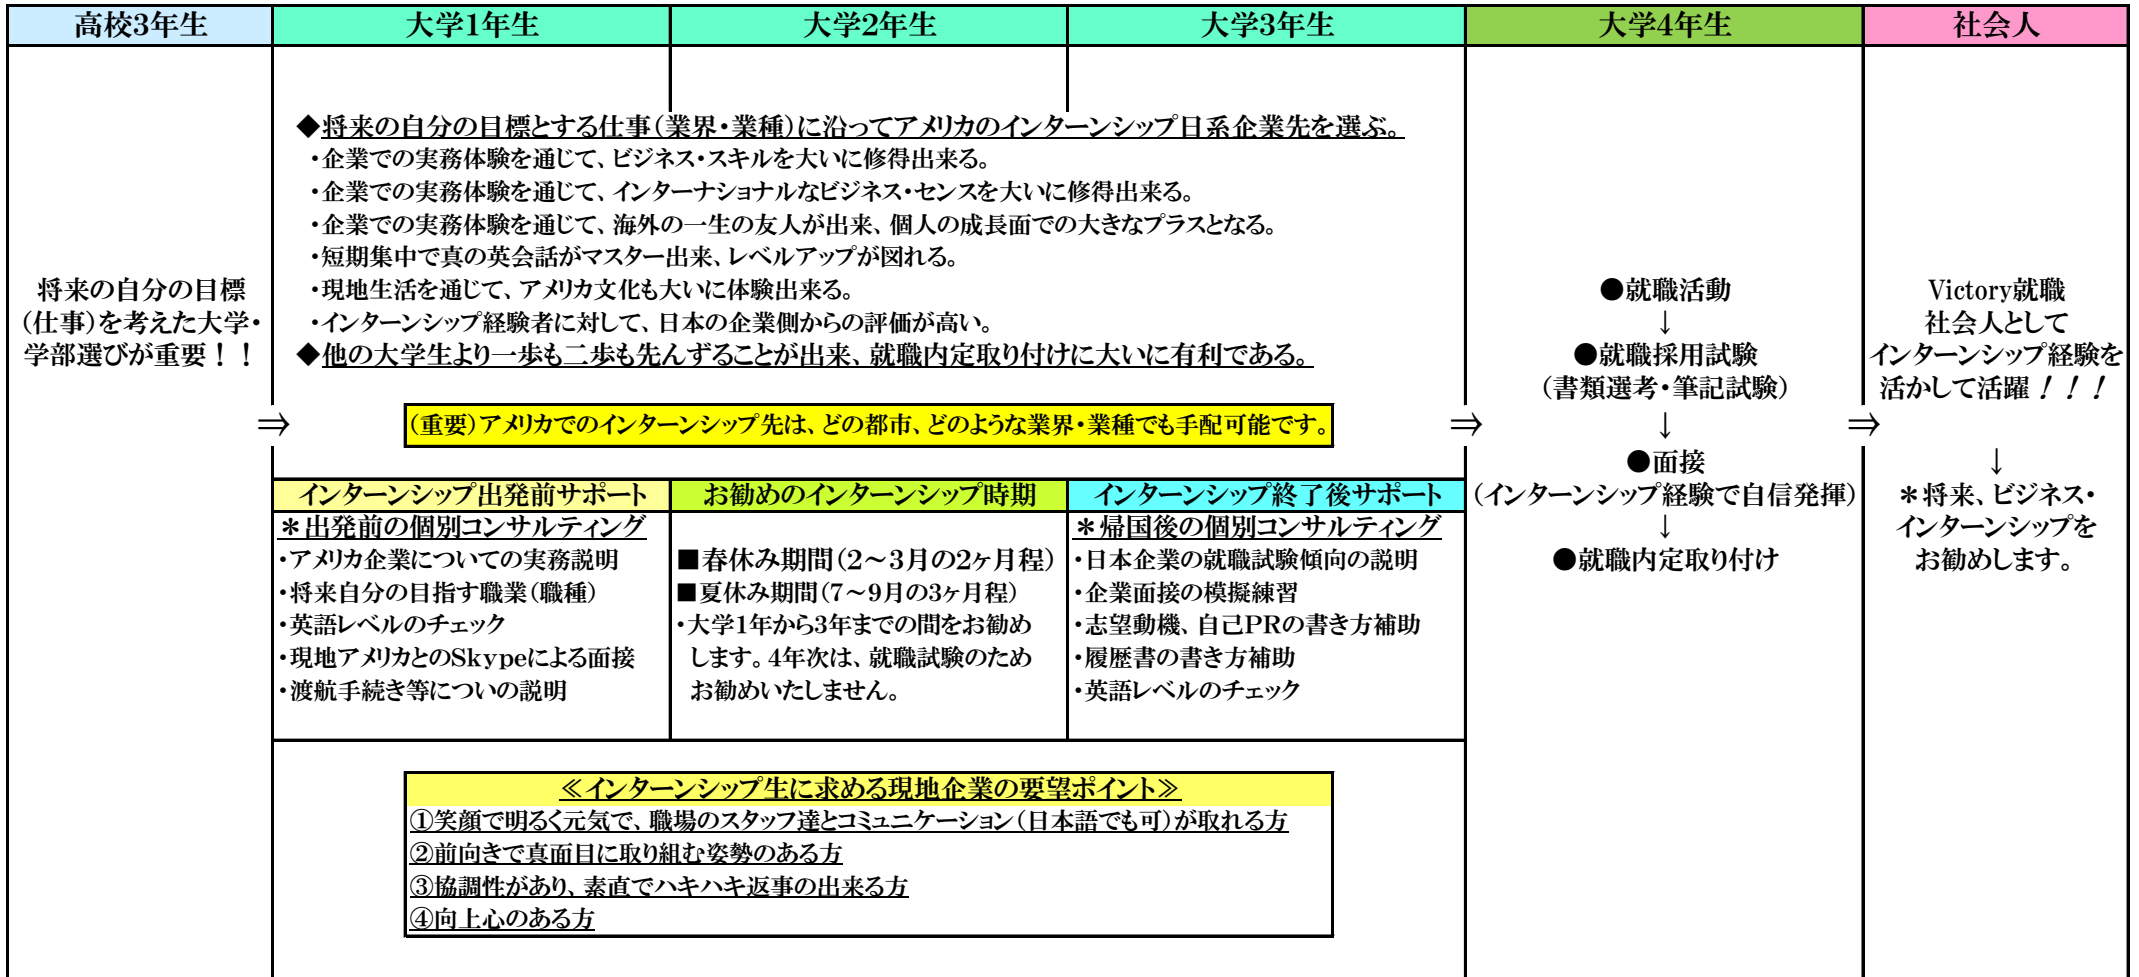 高校3年生
大学1年生
大学2年生
大学3年生
大学4年生
社会人
将来の自分の目標
(仕事)を考えた大学・
学部選びが重要！！
⇒
◆将来の自分の目標とする仕事(業界・業種)に沿ってアメリカのインターンシップ日系企業先を選ぶ。
・企業での実務体験を通じて、ビジネス・スキルを大いに修得出来る。
・企業での実務体験を通じて、インターナショナルなビジネス・センスを大いに修得出来る。
・企業での実務体験を通じて、海外の一生の友人が出来、個人の成長面での大きなプラスとなる。
・短期集中で真の英会話がマスター出来、レベルアップが図れる。
・現地生活を通じて、アメリカ文化も大いに体験出来る。
・インターンシップ経験者に対して、日本の企業側からの評価が高い。
◆他の大学生より一歩も二歩も先んずることが出来、就職内定取り付けに大いに有利である。
(重要)アメリカでのインターンシップ先は、どの都市、どのような業界・業種でも手配可能です。
インターンシップ出発前サポート
＊出発前の個別コンサルティング
・アメリカ企業についての実務説明
・将来自分の目指す職業(職種)
・英語レベルのチェック
・現地アメリカとのSkypeによる面接
・渡航手続き等についの説明
お勧めのインターンシップ時期
■春休み期間(2～3月の2ヶ月程)
■夏休み期間(7～9月の3ヶ月程)
・大学1年から3年までの間をお勧め
します。4年次は、就職試験のため
お勧めいたしません。
インターンシップ終了後サポート
＊帰国後の個別コンサルティング
・日本企業の就職試験傾向の説明
・企業面接の模擬練習
・志望動機、自己PRの書き方補助
・履歴書の書き方補助
・英語レベルのチェック
≪インターンシップ生に求める現地企業の要望ポイント≫
①笑顔で明るく元気で、職場のスタッフ達とコミュニケーション(日本語でも可)が取れる方
②前向きで真面目に取り組む姿勢のある方
③協調性があり、素直でハキハキ返事の出来る方
④向上心のある方
⇒
●就職活動
↓
●就職採用試験
(書類選考・筆記試験)
↓
●面接
(インターンシップ経験で自信発揮)
↓
●就職内定取り付け
⇒
Victory就職
社会人として
インターンシップ経験を
活かして活躍！！！
↓
＊将来、ビジネス・
インターンシップを
お勧めします。